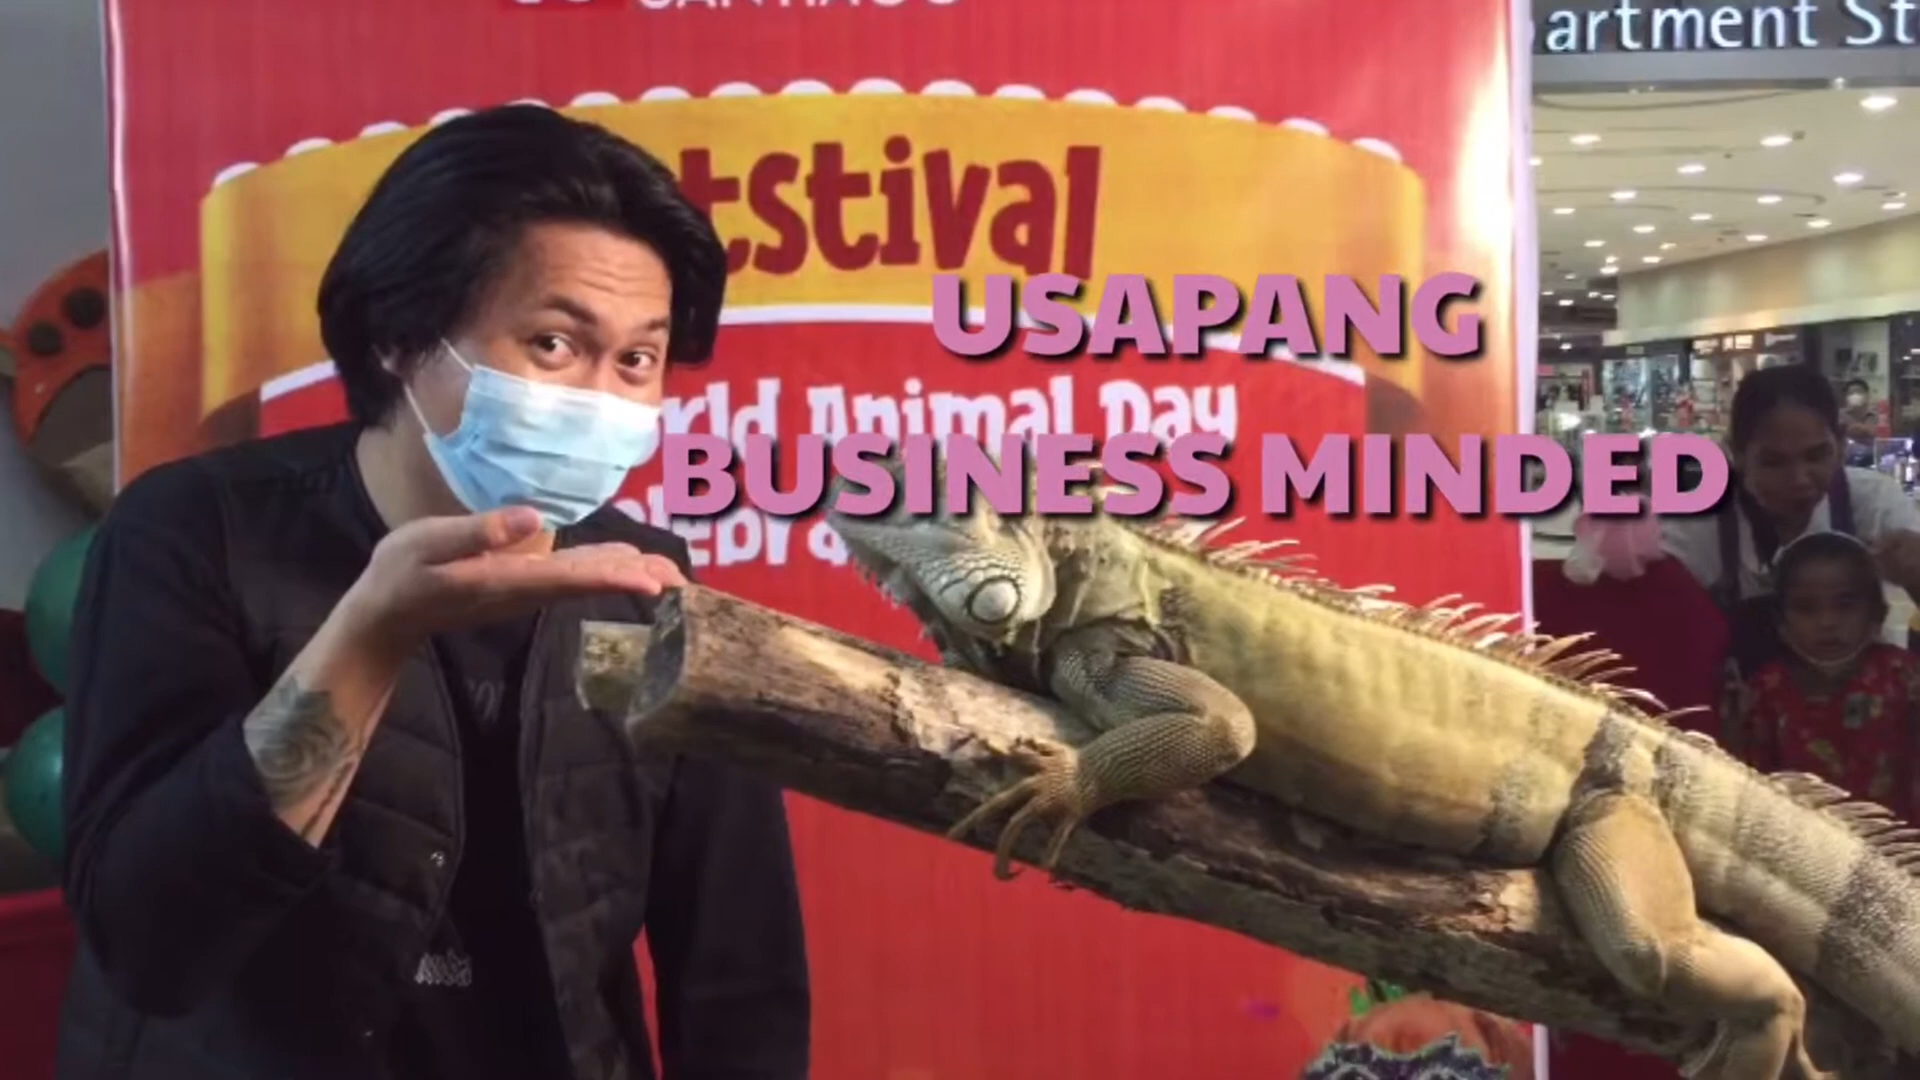 artment St
tstival
USAPANG
rld Animal Day
BUSINESS MINDED